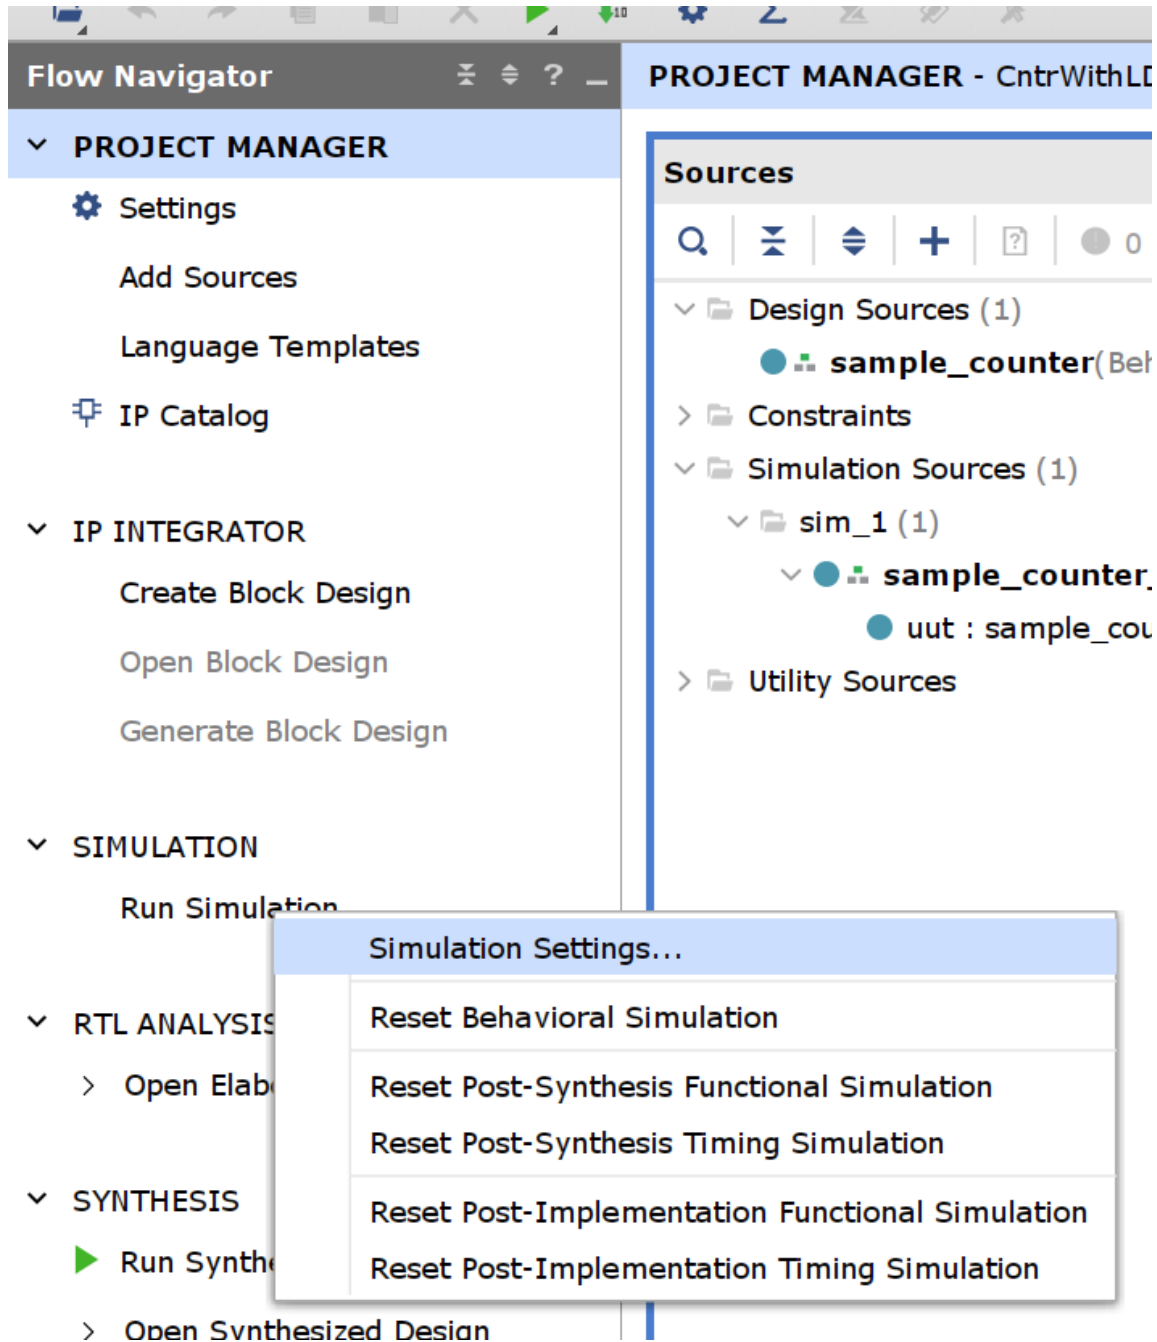 10
Flow Navigator ?
PROJECT MANAGER
Settings
Add Sources
Language Templates
IP Catalog
IP INTEGRATOR
Create Block Design
Open Block Design
Generate Block Design
SIMULATION
Run Simulation
RTL ANALYSIS
Open Elab
SYNTHESIS
Run Synthe
Open Synthesized Design
PROJECT MANAGER - CntrWithLD
Sources
? 0
Design Sources (1)
sample_counter(Beh
Constraints
Simulation Sources (1)
sim_1 (1)
sample_counter_
uut : sample_cou
Utility Sources
Simulation Settings...
Reset Behavioral Simulation
Reset Post-Synthesis Functional Simulation
Reset Post-Synthesis Timing Simulation
Reset Post-Implementation Functional Simulation
Reset Post-Implementation Timing Simulation